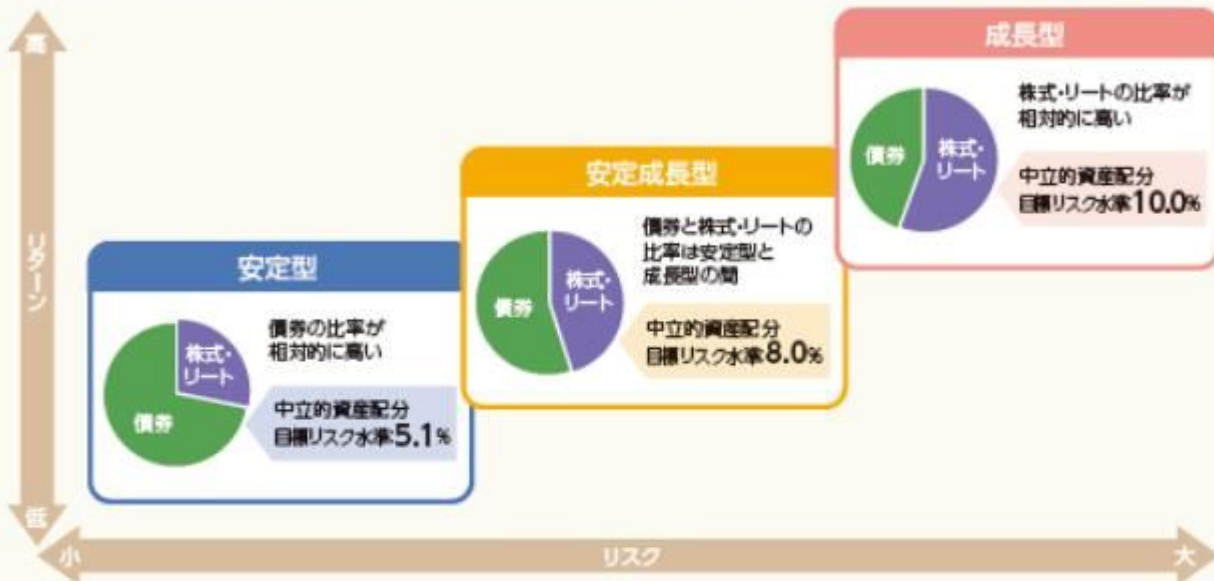 高
リターン
低
小
リスク
大
安定型
株式・
リート
債券
債券の比率が
相対的に高い
中立的資産配分
目標リスク水準:5.1%
安定成長型
債券
株式・
リート
債券と株式・リートの
比率は安定型と
成長型の間
中立的資産配分
目標リスク水準:8.0%
成長型
債券
株式・
リート
株式・リートの比率が
相対的に高い
中立的資産配分
目標リスク水準:10.0%